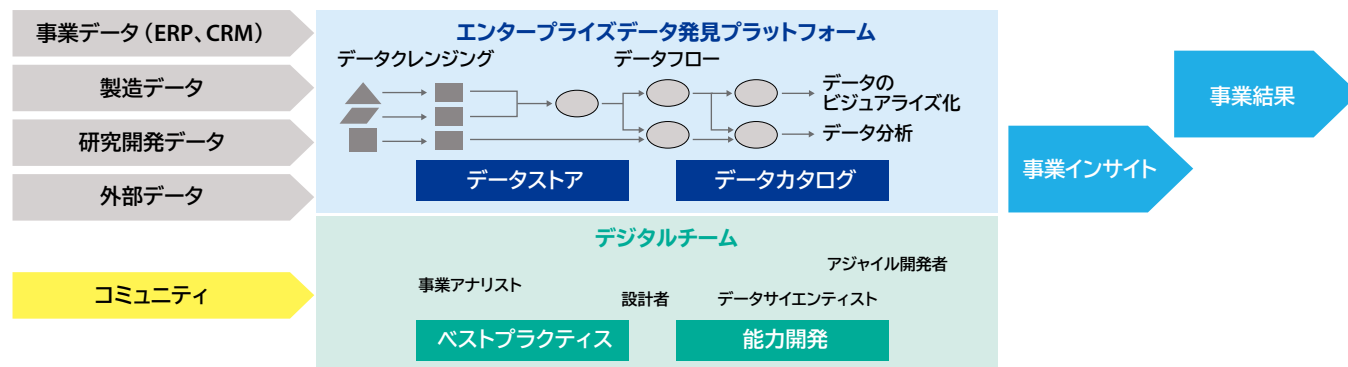 事業データ（ERP、CRM）
製造データ
研究開発データ
外部データ
コミュニティ
エンタープライズデータ発見プラットフォーム
データクレンジング
データフロー
データの
ビジュアライズ化
データ分析
データストア
データカタログ
デジタルチーム
アジャイル開発者
事業アナリスト
設計者
データサイエンティスト
ベストプラクティス
能力開発
事業インサイト
事業結果